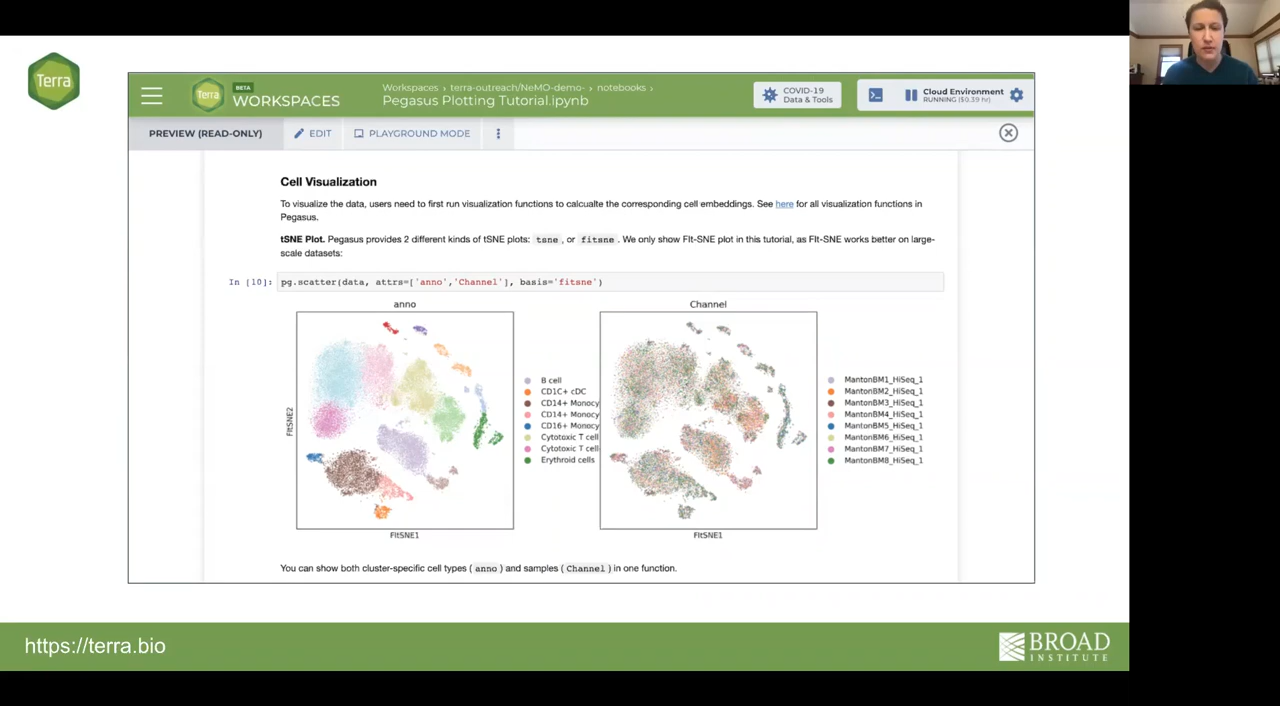 Terra
Terra
BETA
WORKSPACES
Workspaces > terra-outreach/NeMO-demo- > notebooks >
Pegasus Plotting Tutorial.ipynb
COVID-19
Data & Tools
Cloud Environment
RUNNING ($0.39 hr)
PREVIEW (READ-ONLY)
EDIT
PLAYGROUND MODE
Cell Visualization
To visualize the data, users need to first run visualization functions to calcualte the corresponding cell embeddings. See here for all visualization functions in
Pegasus.
tSNE Plot. Pegasus provides 2 different kinds of tSNE plots: tsne, or fitsne. We only show FIt-SNE plot in this tutorial, as FIt-SNE works better on large-
scale datasets:
In [10]: pg.scatter(data, attrs=['anno','Channel'], basis='fitsne')
anno
FItSNE2
FItSNE1
B cell
CD1C+ cDC
CD14+ Monocy
CD14+ Monocy
CD16+ Monocy
Cytotoxic T cell
Cytotoxic T cell
Erythroid cells
Channel
FItSNE1
MantonBM1_HiSeq_1
MantonBM2_HiSeq_1
MantonBM3_HiSeq_1
MantonBM4_HiSeq_1
MantonBM5_HiSeq_1
MantonBM6_HiSeq_1
MantonBM7_HiSeq_1
MantonBM8_HiSeq_1
You can show both cluster-specific cell types ( anno ) and samples ( Channel ) in one function.
https://terra.bio
BROAD
INSTITUTE